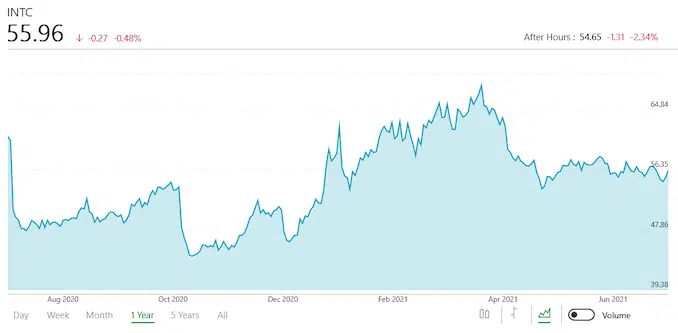 INTC
55.96 ↓ -0.27 -0.48%
After Hours : 54.65 -1.31 -2.34%
64.84
56.35
47.86
39.38
Aug 2020 Oct 2020 Dec 2020 Feb 2021 Apr 2021 Jun 2021
Day Week Month 1 Year 5 Years All Volume